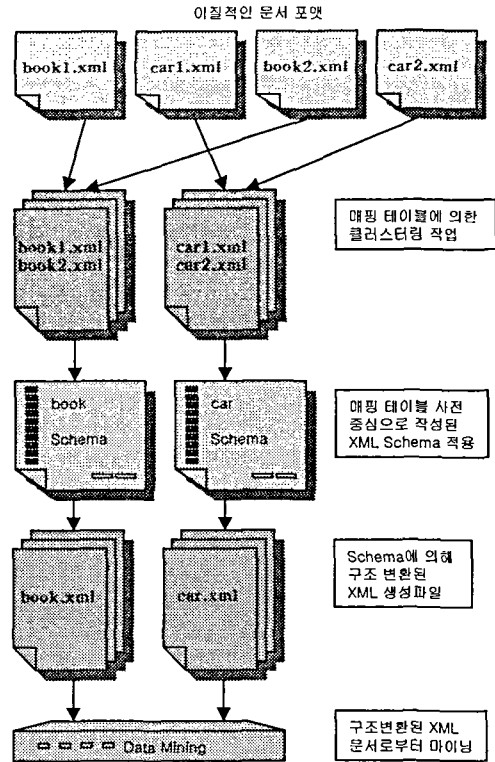 이질적인 문서 포맷
book1.xml
car1.xml
book2.xml
car2.xml
book1.xml
book2.xml
car1.xml
car2.xml
매핑 테이블에 의한
클러스터링 작업
book
Schema
car
Schema
매핑 테이블 사전
중심으로 작성된
XML Schema 적용
book.xml
car.xml
Schema에 의해
구조 변환된
XML 생성파일
Data Mining
구조변환된 XML
문서로부터 마이닝